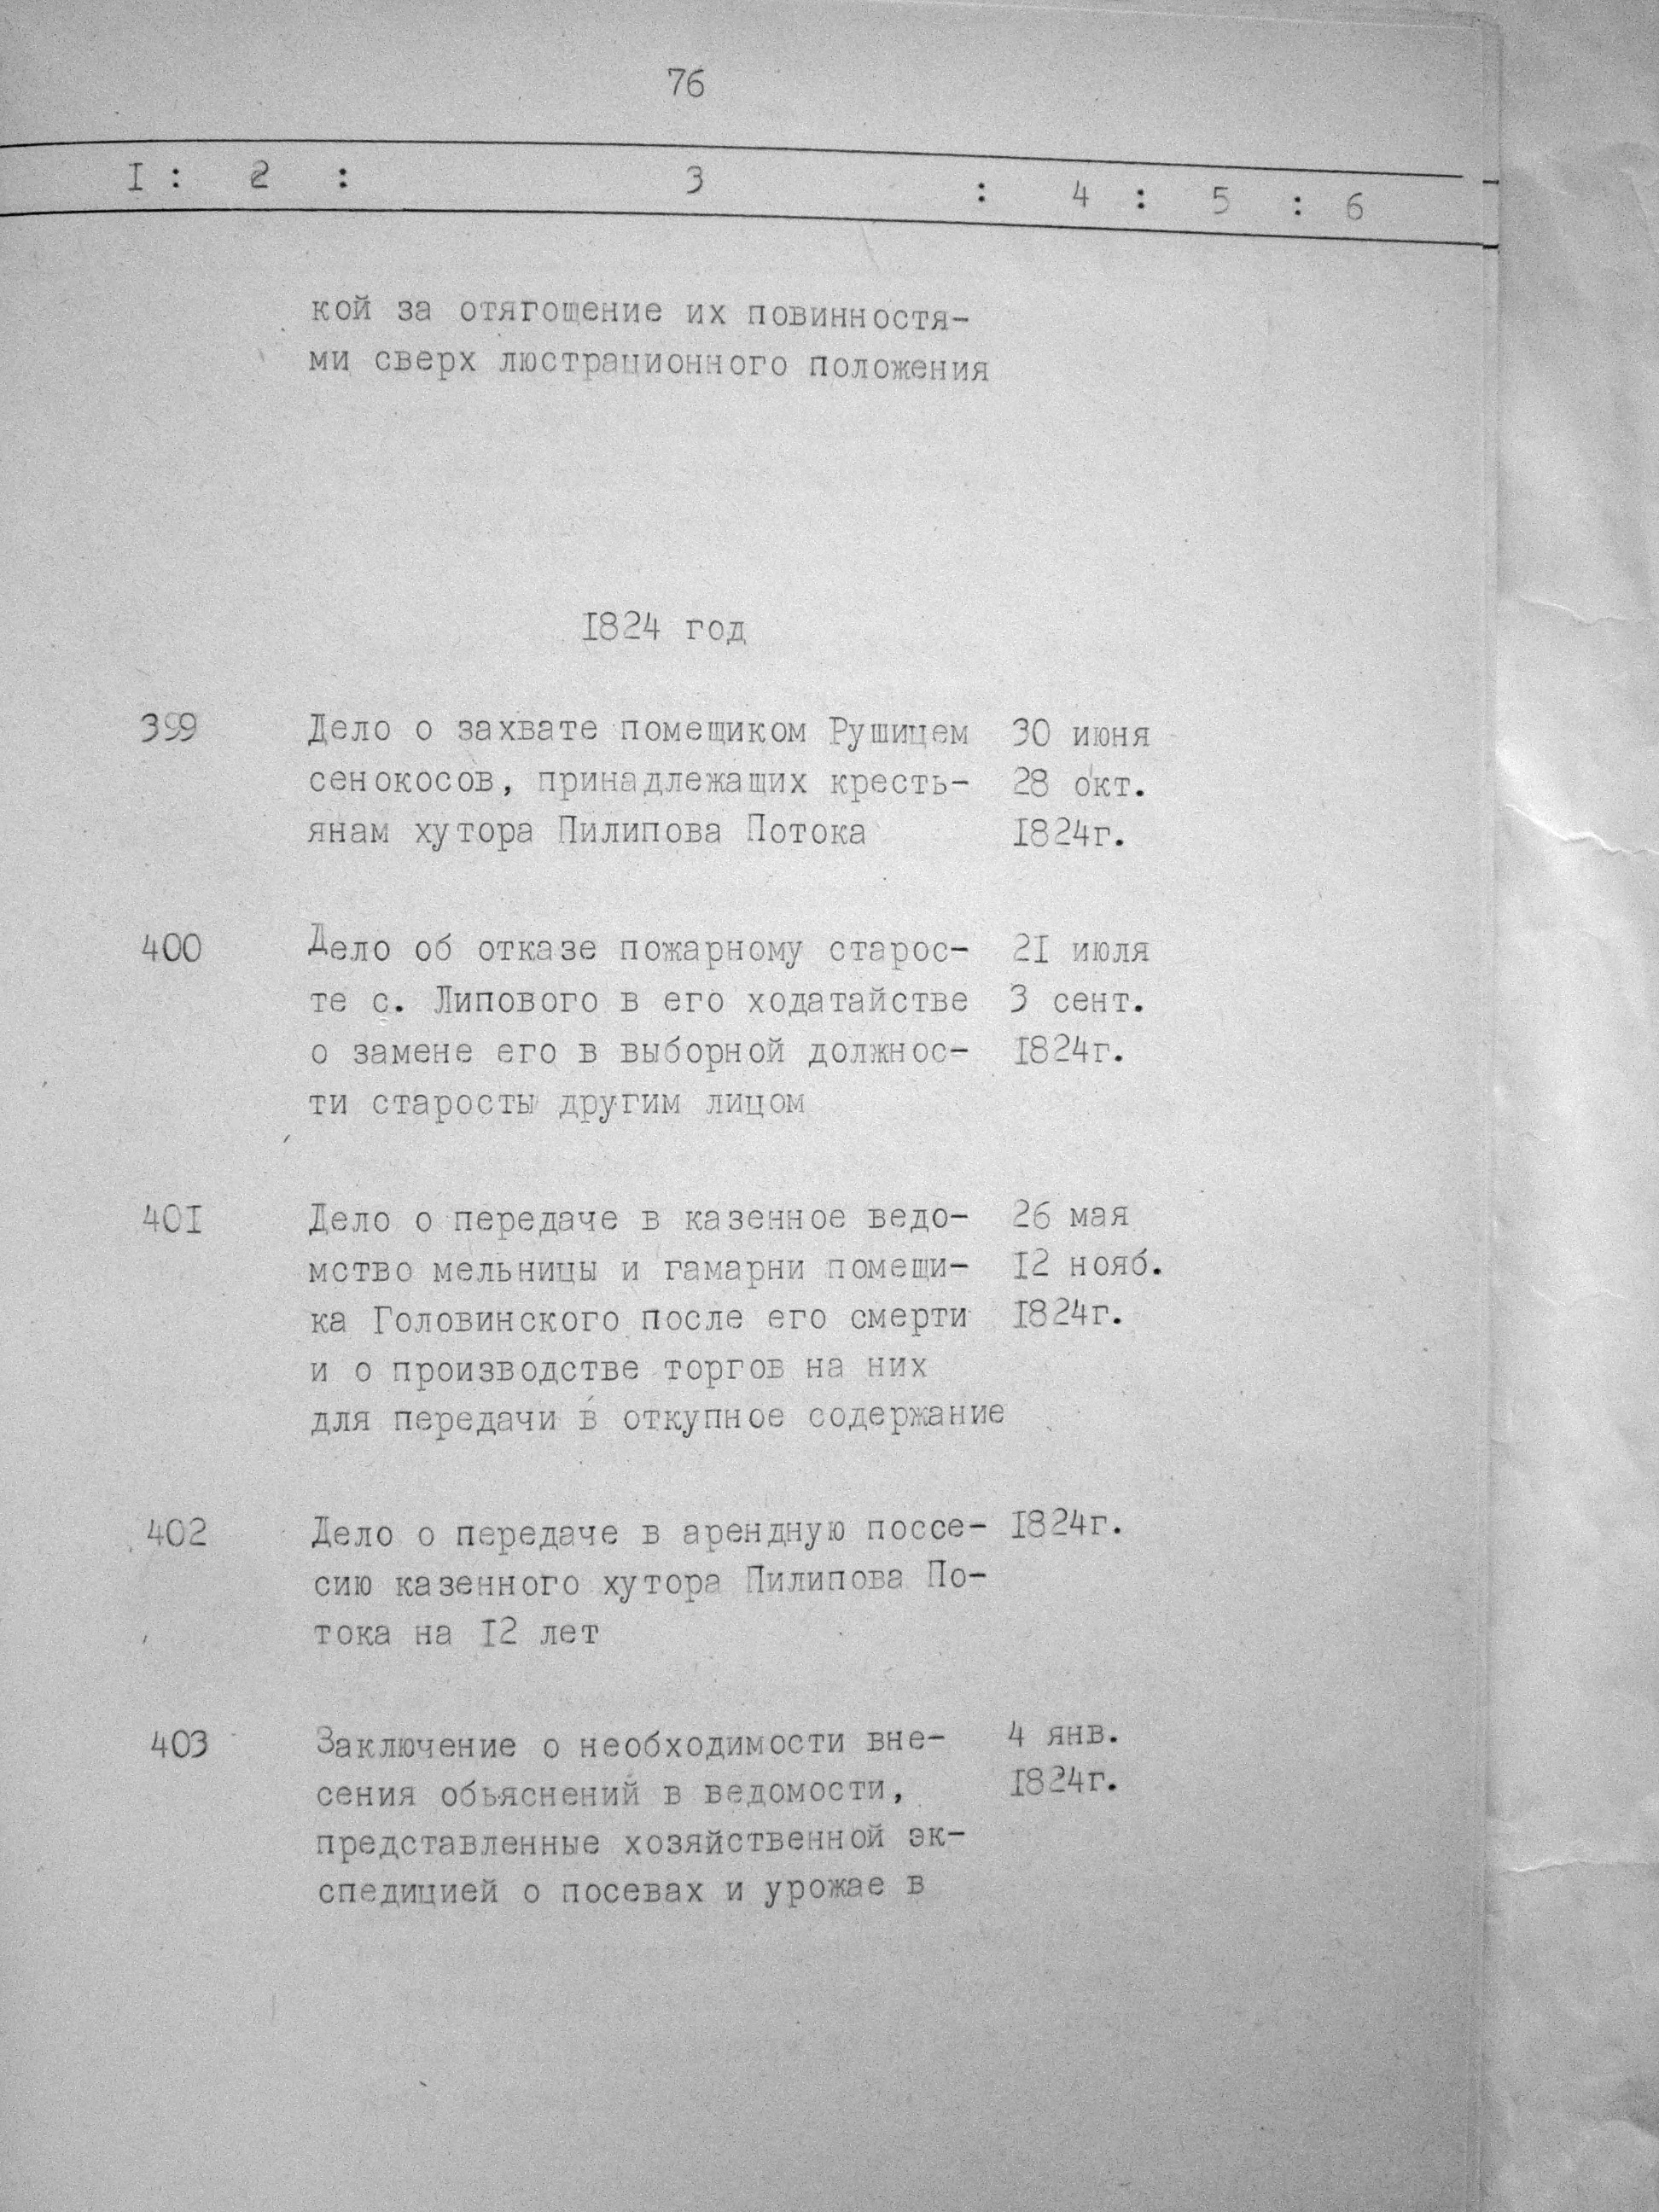 76
I : 2 : 3 : 4 : 5 : 6
кой за отягощение их повинностя-
ми сверх люстрационного положения
I824 год
399 Дело о захвате помещиком Рушицем 30 июня
сенокосов, принадлежащих кресть- 28 окт.
янам хутора Пилипова Потока I824г.
400 Дело об отказе пожарному старос- 2I июля
те с. Липового в его ходатайстве 3 сент.
о замене его в выборной должнос- I824г.
ти старосты другим лицом
40I Дело о передаче в казенное ведо- 26 мая
мство мельницы и гамарни помещи- I2 нояб.
ка Головинского после его смерти I824г.
и о производстве торгов на них
для передачи в откупное содержание
402 Дело о передаче в арендную поссе- I824г.
сию казенного хутора Пилипова По-
тока на I2 лет
403 Заключение о необходимости вне- 4 янв.
сения обьяснений в ведомости, I824г.
представленные хозяйственной эк-
спедицией о посевах и урожае в